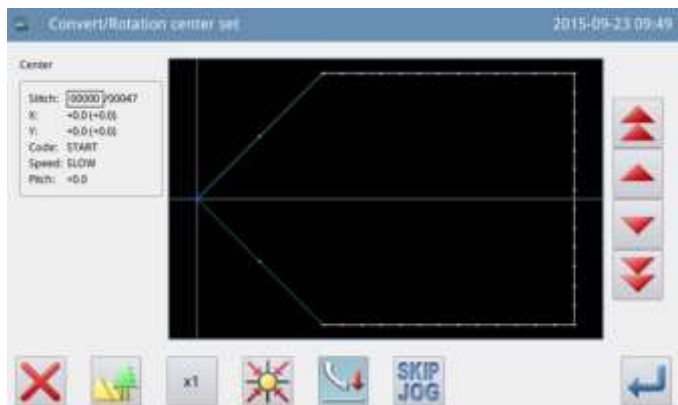 Convert/Rotation center set 2015-09-23 09:49
Center
Stitch: 00000/00047
X: +0.0 (+0.0)
Y: +0.0 (+0.0)
Code: START
Speed: SLOW
Pitch: +0.0
x1
SKIP
JOG